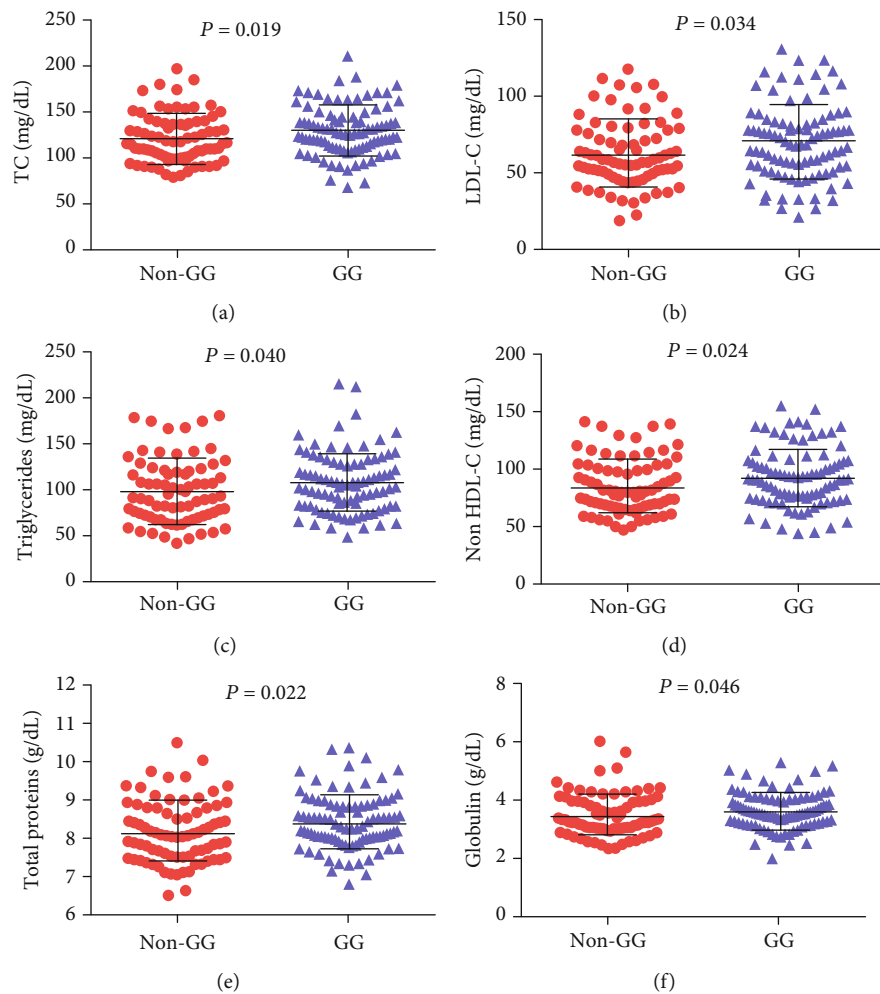 P = 0.019
TC (mg/dL)
250
200
150
100
50
0
Non-GG
GG
(a)
P = 0.034
LDL-C (mg/dL)
150
100
50
0
Non-GG
GG
(b)
P = 0.040
Triglycerides (mg/dL)
250
200
150
100
50
0
Non-GG
GG
(c)
P = 0.024
Non HDL-C (mg/dL)
200
150
100
50
0
Non-GG
GG
(d)
P = 0.022
Total proteins (g/dL)
12
11
10
9
8
7
6
Non-GG
GG
(e)
P = 0.046
Globulin (g/dL)
8
6
4
2
0
Non-GG
GG
(f)